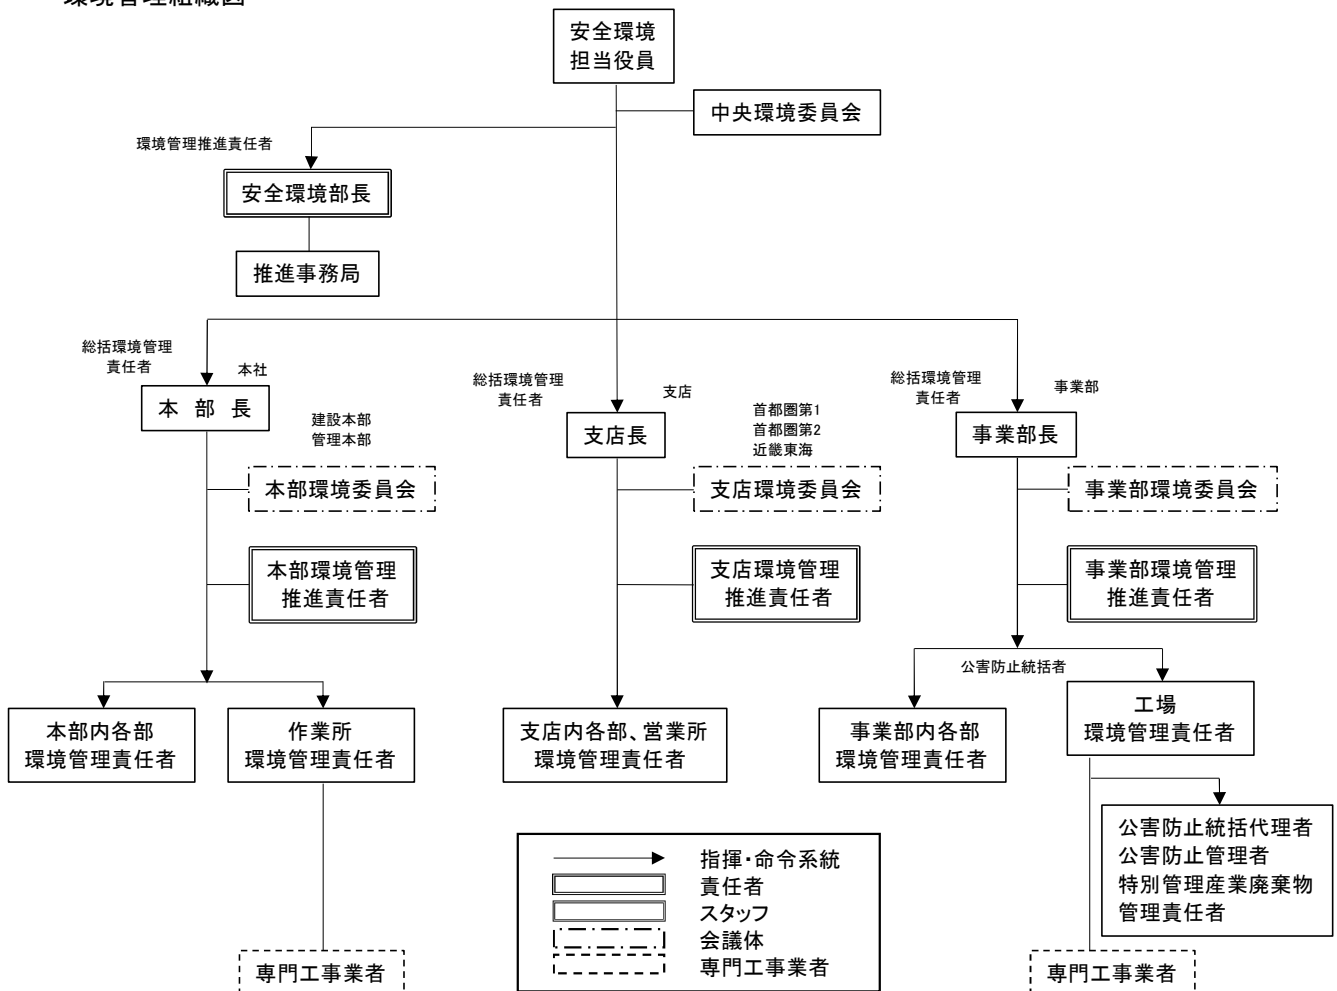 環境管理組織図
安全環境
担当役員
中央環境委員会
環境管理推進責任者
安全環境部長
推進事務局
総括環境管理
責任者
本社
本 部 長
建設本部
管理本部
本部環境委員会
本部環境管理
推進責任者
本部内各部
環境管理責任者
作業所
環境管理責任者
専門工事業者
総括環境管理
責任者
支店
支店長
首都圏第1
首都圏第2
近畿東海
支店環境委員会
支店環境管理
推進責任者
支店内各部、営業所
環境管理責任者
総括環境管理
責任者
事業部
事業部長
事業部環境委員会
事業部環境管理
推進責任者
公害防止統括者
事業部内各部
環境管理責任者
工場
環境管理責任者
公害防止統括代理者
公害防止管理者
特別管理産業廃棄物
管理責任者
専門工事業者
指揮・命令系統
責任者
スタッフ
会議体
専門工事業者